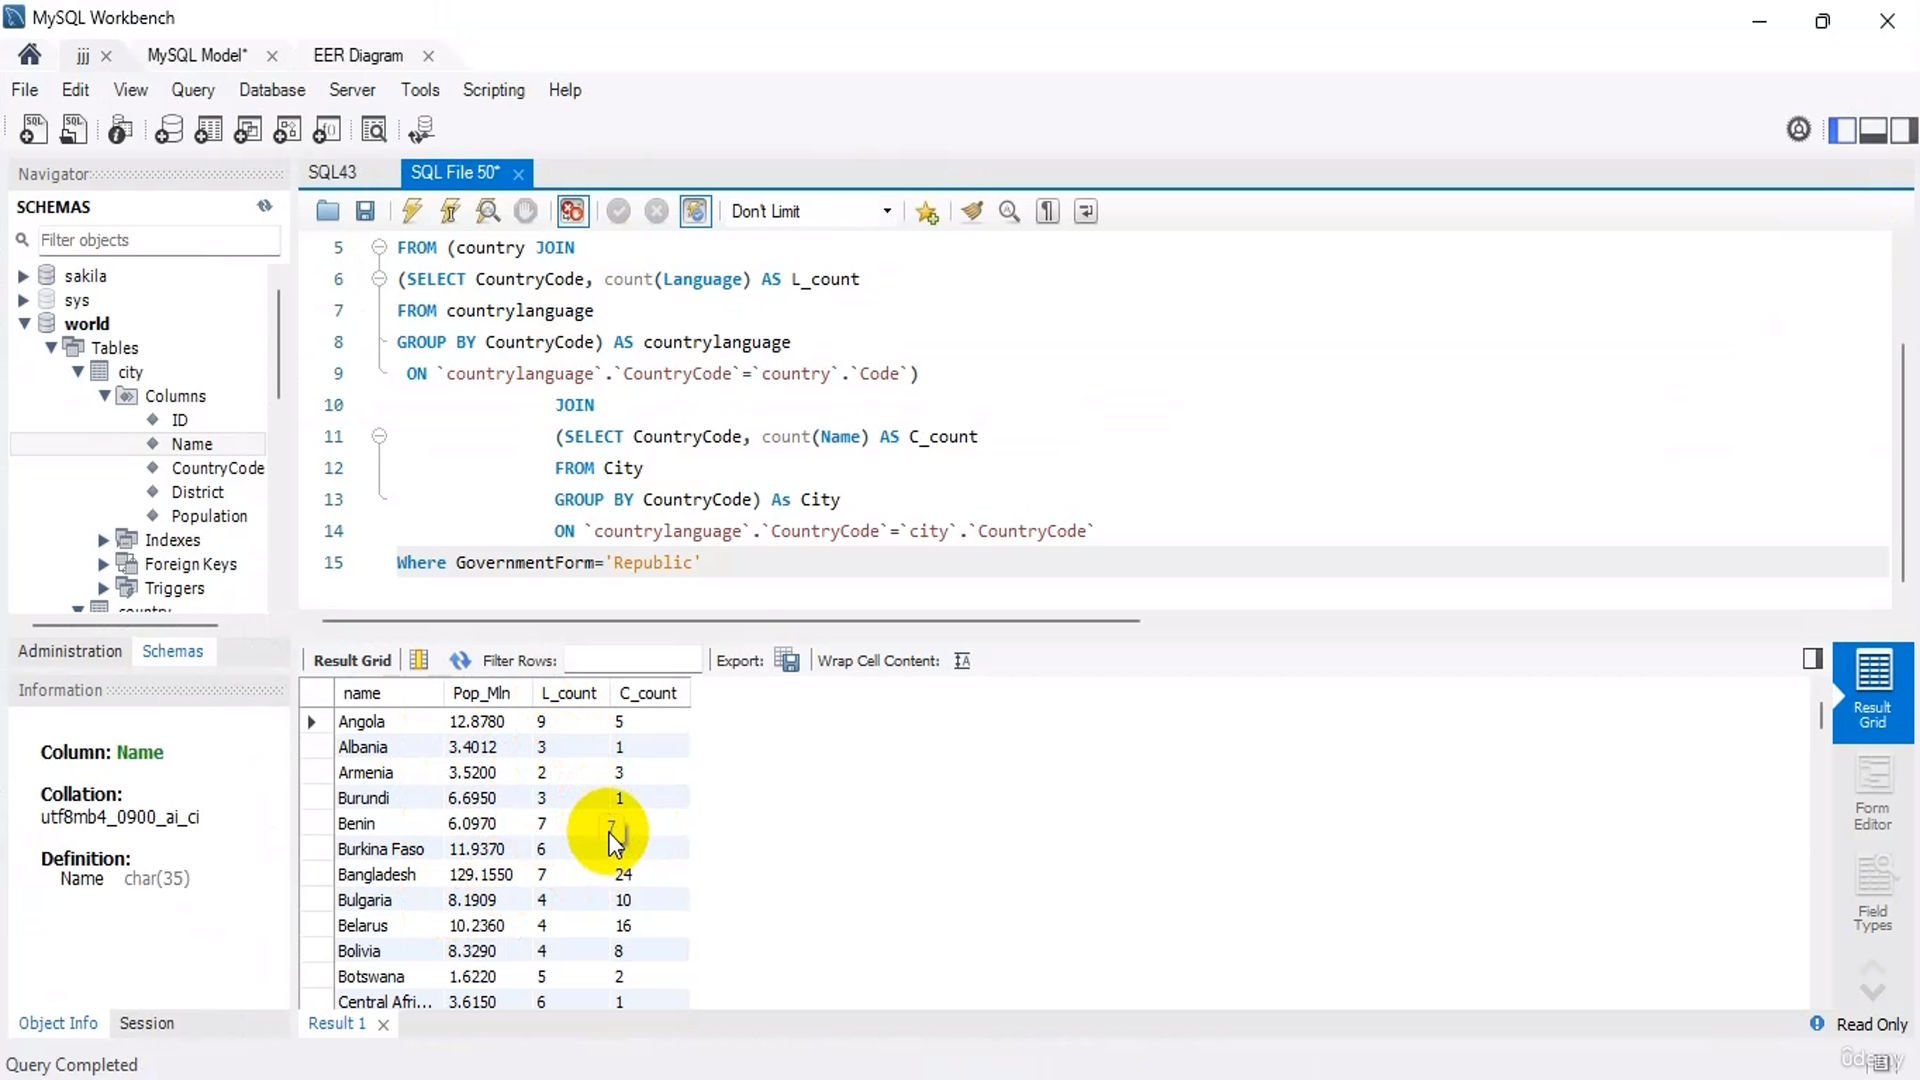 MySQL Workbench
jjj
MySQL Model*
EER Diagram
File Edit View Query Database Server Tools Scripting Help
Navigator
SCHEMAS
Filter objects
sakila
sys
world
Tables
city
Columns
ID
Name
CountryCode
District
Population
Indexes
Foreign Keys
Triggers
country
Administration Schemas
Information
Column: Name
Collation:
utf8mb4_0900_ai_ci
Definition:
Name char(35)
Object Info Session
SQL43 SQL File 50*
Don't Limit
5 FROM (country JOIN
6 (SELECT CountryCode, count(Language) AS L_count
7 FROM countrylanguage
8 GROUP BY CountryCode) AS countrylanguage
9 ON `countrylanguage`.`CountryCode`=`country`.`Code`)
10 JOIN
11 (SELECT CountryCode, count(Name) AS C_count
12 FROM City
13 GROUP BY CountryCode) As City
14 ON `countrylanguage`.`CountryCode`=`city`.`CountryCode`
15 Where GovernmentForm='Republic'
Result Grid Filter Rows: Export: Wrap Cell Content:
name Pop_Mln L_count C_count
Angola 12.8780 9 5
Albania 3.4012 3 1
Armenia 3.5200 2 3
Burundi 6.6950 3 1
Benin 6.0970 7
Burkina Faso 11.9370 6
Bangladesh 129.1550 7 24
Bulgaria 8.1909 4 10
Belarus 10.2360 4 16
Bolivia 8.3290 4 8
Botswana 1.6220 5 2
Central Afri... 3.6150 6 1
Result 1
Result
Grid
Form
Editor
Field
Types
Read Only
Query Completed
ûdemy